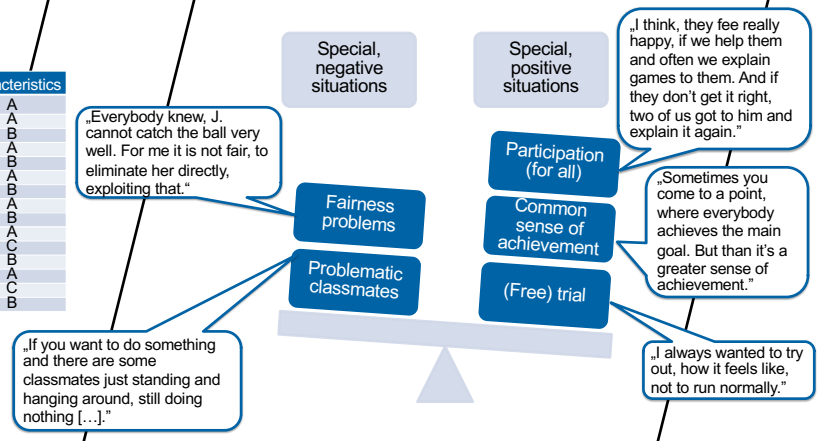 acteristics
A
A
B
A
B
A
B
A
B
A
C
B
A
C
B
„Everybody knew, J.
cannot catch the ball very
well. For me it is not fair, to
eliminate her directly,
exploiting that.“
„If you want to do something
and there are some
classmates just standing and
hanging around, still doing
nothing […].”
Special,
negative
situations
Fairness
problems
Problematic
classmates
Special,
positive
situations
Participation
(for all)
Common
sense of
achievement
(Free) trial
„I think, they fee really
happy, if we help them
and often we explain
games to them. And if
they don’t get it right,
two of us got to him and
explain it again.”
„Sometimes you
come to a point,
where everybody
achieves the main
goal. But than it’s a
greater sense of
achievement.”
„I always wanted to try
out, how it feels like,
not to run normally.”